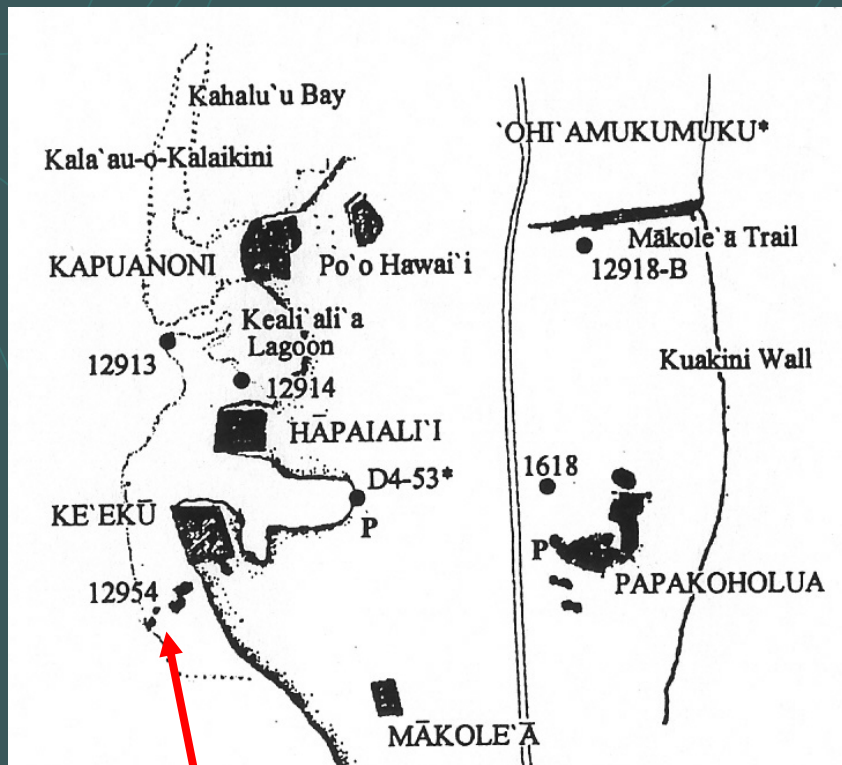 Kahalu`u Bay
Kala`au-o-Kalaikini
KAPUANONI
Po`o Hawai`i
Keali`ali`a
Lagoon
12913
12914
HĀPAIALI`I
D4-53*
P
KE`EKŪ
12954
MĀKOLE`Ā
`OHI`AMUKUMUKU*
Mākole`ā Trail
12918-B
Kuakini Wall
1618
P
PAPAKOHOLUA